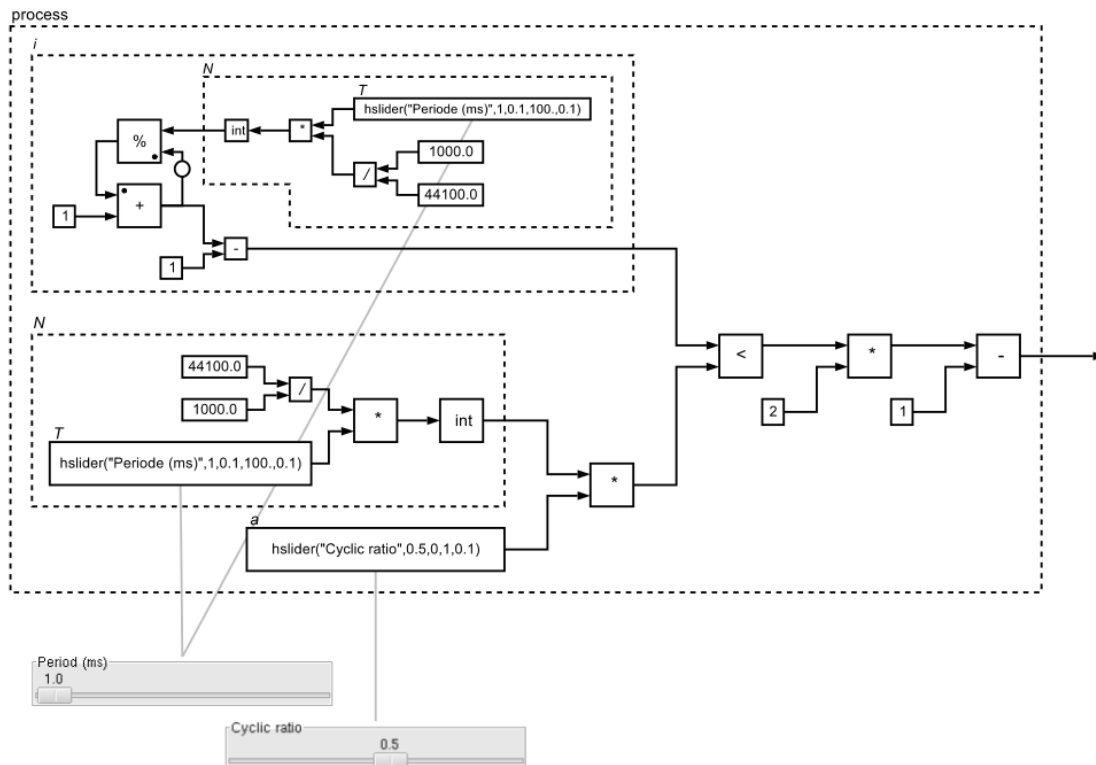 process
i
N
T
hslider("Periode (ms)",1,0.1,100.,0.1)
%
int
*
1000.0
/
44100.0
+
1
-
1
N
44100.0
/
1000.0
*
int
T
hslider("Periode (ms)",1,0.1,100.,0.1)
*
a
hslider("Cyclic ratio",0.5,0,1,0.1)
<
*
-
2
1
Period (ms)
1.0
Cyclic ratio
0.5